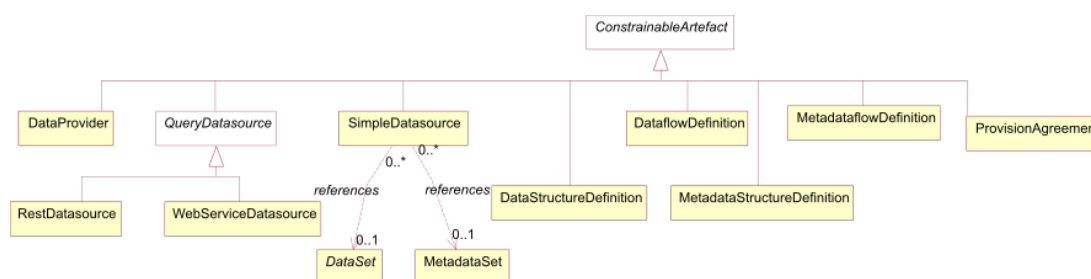 ConstrainableArtefact
DataProvider
QueryDatasource
SimpleDatasource
DataflowDefinition
MetadataflowDefinition
ProvisionAgreemen
0..*
0..*
references
references
RestDatasource
WebServiceDatasource
DataStructureDefinition
MetadataStructureDefinition
0..1
0..1
DataSet
MetadataSet